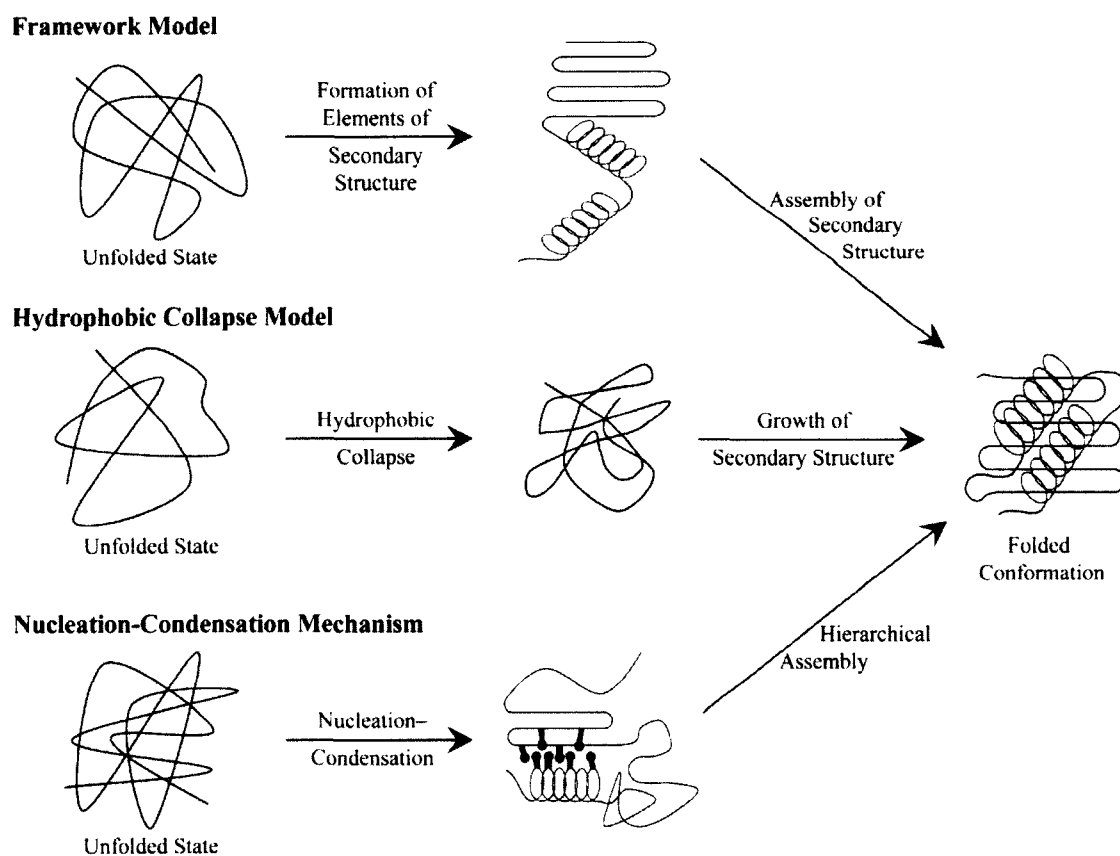 Framework Model
Formation of
Elements of
Secondary
Structure
Unfolded State
Assembly of
Secondary
Structure
Hydrophobic Collapse Model
Hydrophobic
Collapse
Unfolded State
Growth of
Secondary Structure
Folded
Conformation
Nucleation-Condensation Mechanism
Nucleation–
Condensation
Unfolded State
Hierarchical
Assembly